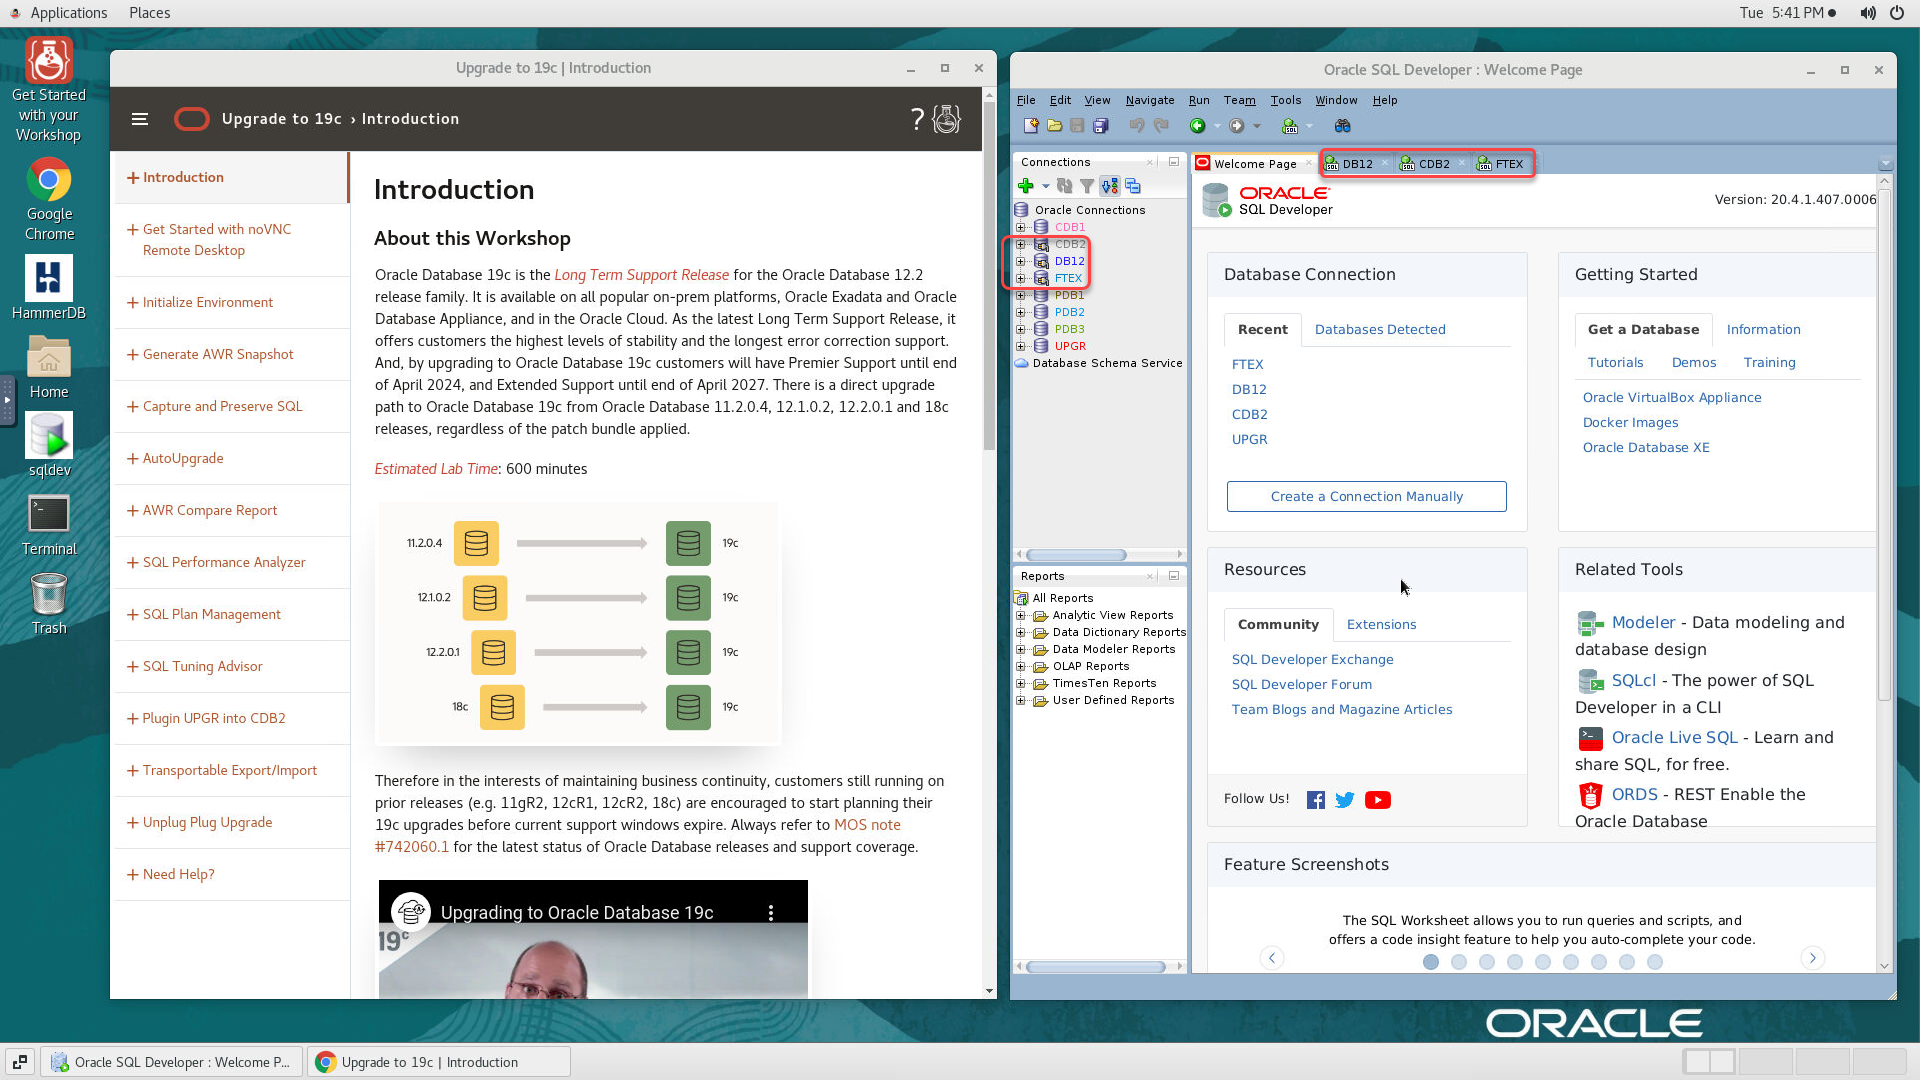 Applications Places
Tue 5:41 PM
Get Started
with your
Workshop
Google
Chrome
HammerDB
Home
sqldev
Terminal
Trash
Upgrade to 19c | Introduction
Upgrade to 19c › Introduction
?
+ Introduction
+ Get Started with noVNC
Remote Desktop
+ Initialize Environment
+ Generate AWR Snapshot
+ Capture and Preserve SQL
+ AutoUpgrade
+ AWR Compare Report
+ SQL Performance Analyzer
+ SQL Plan Management
+ SQL Tuning Advisor
+ Plugin UPGR into CDB2
+ Transportable Export/Import
+ Unplug Plug Upgrade
+ Need Help?
Introduction
About this Workshop
Oracle Database 19c is the Long Term Support Release for the Oracle Database 12.2
release family. It is available on all popular on-prem platforms, Oracle Exadata and Oracle
Database Appliance, and in the Oracle Cloud. As the latest Long Term Support Release, it
offers customers the highest levels of stability and the longest error correction support.
And, by upgrading to Oracle Database 19c customers will have Premier Support until end
of April 2024, and Extended Support until end of April 2027. There is a direct upgrade
path to Oracle Database 19c from Oracle Database 11.2.0.4, 12.1.0.2, 12.2.0.1 and 18c
releases, regardless of the patch bundle applied.
Estimated Lab Time: 600 minutes
11.2.0.4 19c
12.1.0.2 19c
12.2.0.1 19c
18c 19c
Therefore in the interests of maintaining business continuity, customers still running on
prior releases (e.g. 11gR2, 12cR1, 12cR2, 18c) are encouraged to start planning their
19c upgrades before current support windows expire. Always refer to MOS note
#742060.1 for the latest status of Oracle Database releases and support coverage.
Upgrading to Oracle Database 19c
19c
Oracle SQL Developer : Welcome Page
File Edit View Navigate Run Team Tools Window Help
Connections
Oracle Connections
CDB1
CDB2
DB12
FTEX
PDB1
PDB2
PDB3
UPGR
Database Schema Service
Reports
All Reports
Analytic View Reports
Data Dictionary Reports
Data Modeler Reports
OLAP Reports
TimesTen Reports
User Defined Reports
Welcome Page DB12 CDB2 FTEX
ORACLE
SQL Developer
Version: 20.4.1.407.0006
Database Connection
Recent Databases Detected
FTEX
DB12
CDB2
UPGR
Create a Connection Manually
Getting Started
Get a Database Information
Tutorials Demos Training
Oracle VirtualBox Appliance
Docker Images
Oracle Database XE
Resources
Community Extensions
SQL Developer Exchange
SQL Developer Forum
Team Blogs and Magazine Articles
Follow Us!
Related Tools
Modeler - Data modeling and
database design
SQLcl - The power of SQL
Developer in a CLI
Oracle Live SQL - Learn and
share SQL, for free.
ORDS - REST Enable the
Oracle Database
Feature Screenshots
The SQL Worksheet allows you to run queries and scripts, and
offers a code insight feature to help you auto-complete your code.
ORACLE
Oracle SQL Developer : Welcome P...
Upgrade to 19c | Introduction